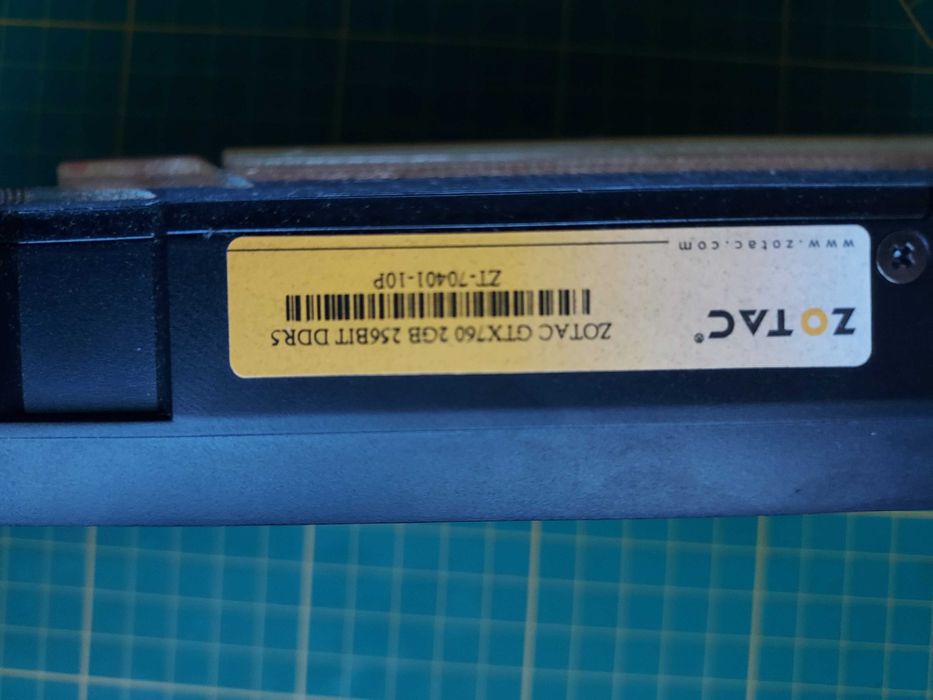 ZOTAC®
ZOTAC GTX760 2GB 256BIT DDR5
ZT-70401-10P
www.zotac.com